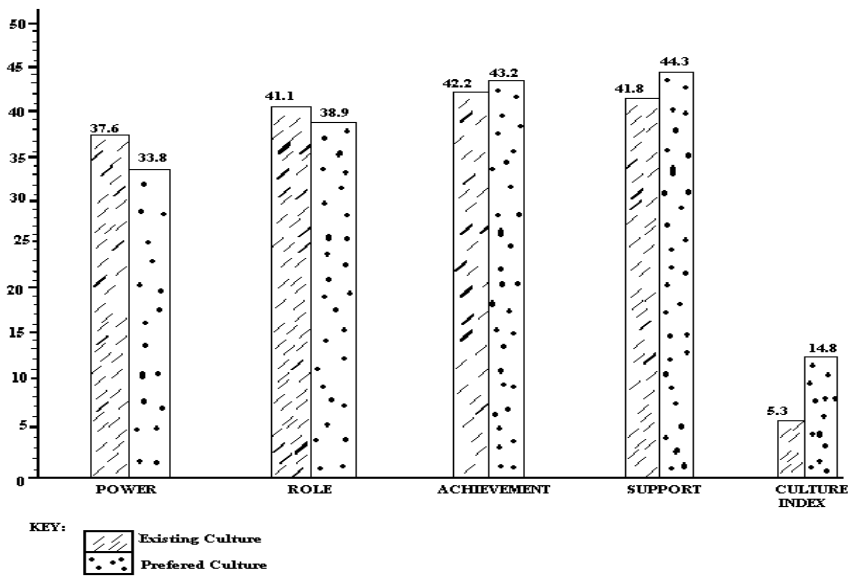 50
45
40
35
30
25
20
15
10
5
0
37.6
33.8
41.1
38.9
42.2
43.2
41.8
44.3
5.3
14.8
POWER
ROLE
ACHIEVEMENT
SUPPORT
CULTURE
INDEX
KEY:
Existing Culture
Prefered Culture